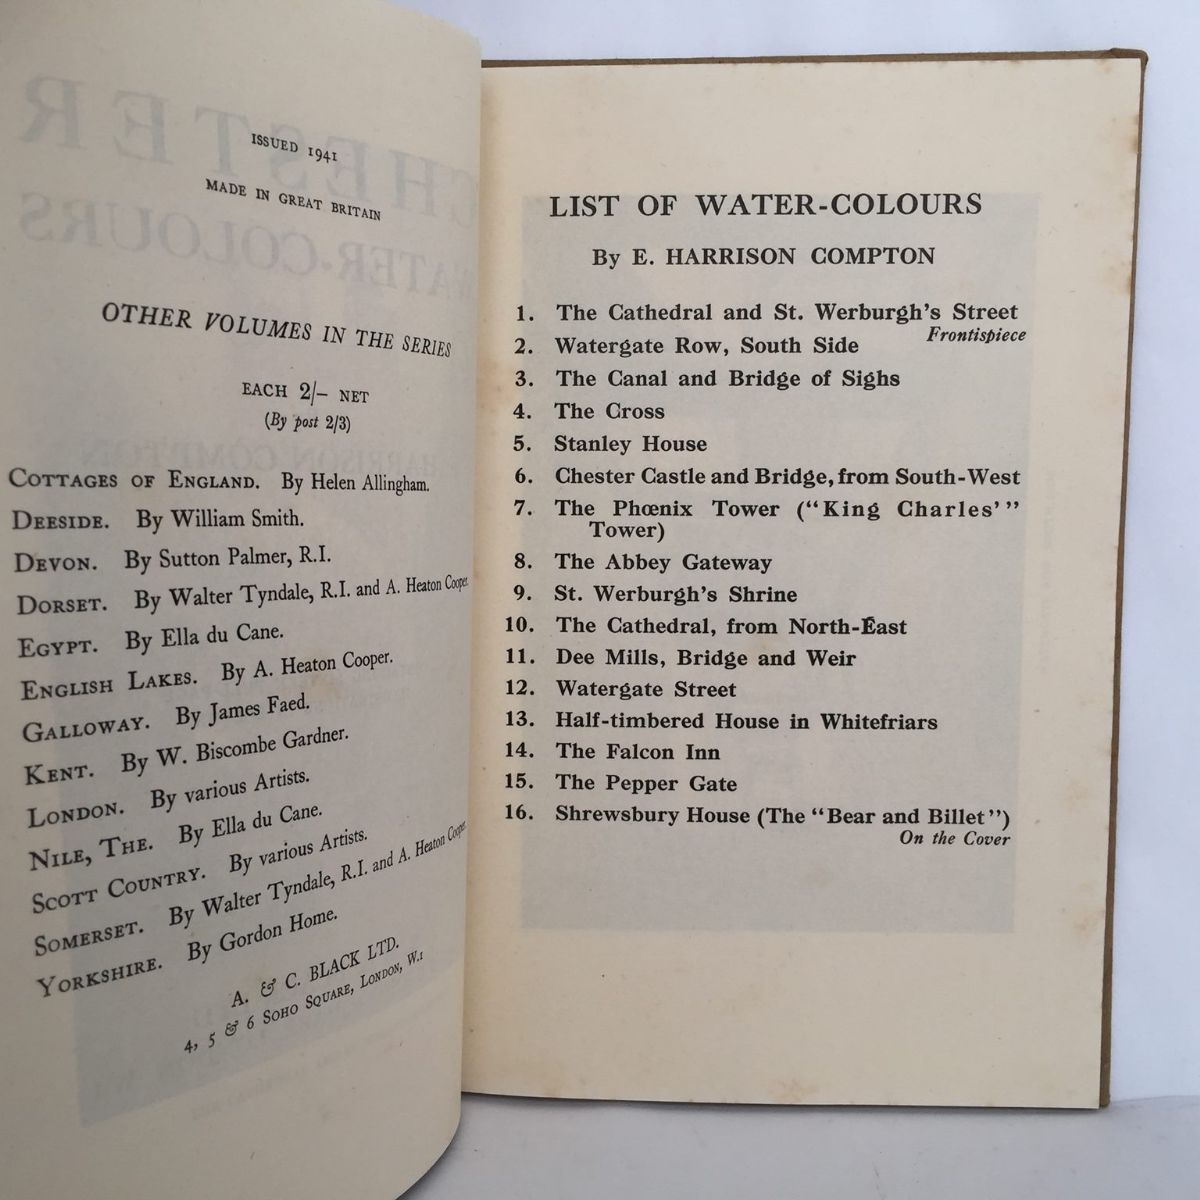 ISSUED 1941
MADE IN GREAT BRITAIN
OTHER VOLUMES IN THE SERIES
EACH 2/- NET
(By post 2/3)
COTTAGES OF ENGLAND. By Helen Allingham.
DEESIDE. By William Smith.
DEVON. By Sutton Palmer, R.I.
DORSET. By Walter Tyndale, R.I. and A. Heaton Cooper.
EGYPT. By Ella du Cane.
ENGLISH LAKES. By A. Heaton Cooper.
GALLOWAY. By James Faed.
KENT. By W. Biscombe Gardner.
LONDON. By various Artists.
NILE, THE. By Ella du Cane.
SCOTT COUNTRY. By various Artists.
SOMERSET. By Walter Tyndale, R.I. and A. Heaton Cooper.
YORKSHIRE. By Gordon Home.
A. & C. BLACK LTD.
4, 5 & 6 SOHO SQUARE, LONDON, W.1
LIST OF WATER-COLOURS
By E. HARRISON COMPTON
1. The Cathedral and St. Werburgh's Street
Frontispiece
2. Watergate Row, South Side
3. The Canal and Bridge of Sighs
4. The Cross
5. Stanley House
6. Chester Castle and Bridge, from South-West
7. The Phœnix Tower ("King Charles'"
Tower)
8. The Abbey Gateway
9. St. Werburgh's Shrine
10. The Cathedral, from North-East
11. Dee Mills, Bridge and Weir
12. Watergate Street
13. Half-timbered House in Whitefriars
14. The Falcon Inn
15. The Pepper Gate
16. Shrewsbury House (The "Bear and Billet")
On the Cover
CHESTER
WATER-COLOURS
HARRISON COMPTON